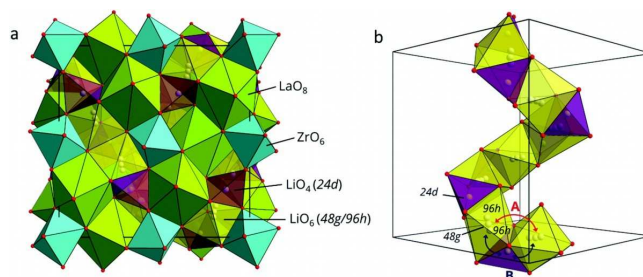 a
LaO8
ZrO6
LiO4 (24d)
LiO6 (48g/96h)
b
24d
96h
A
48g
96h
B